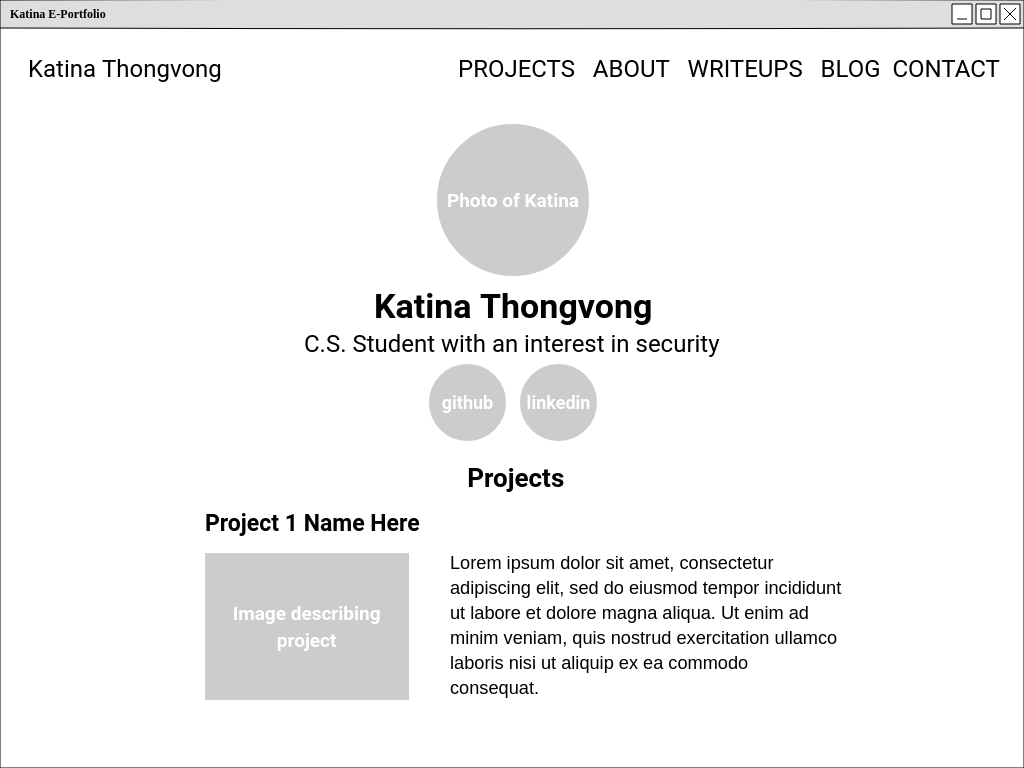 Katina E-Portfolio
Katina Thongvong
PROJECTS ABOUT WRITEUPS BLOG CONTACT
Photo of Katina
Katina Thongvong
C.S. Student with an interest in security
github linkedin
Projects
Project 1 Name Here
Image describing
project
Lorem ipsum dolor sit amet, consectetur
adipiscing elit, sed do eiusmod tempor incididunt
ut labore et dolore magna aliqua. Ut enim ad
minim veniam, quis nostrud exercitation ullamco
laboris nisi ut aliquip ex ea commodo
consequat.